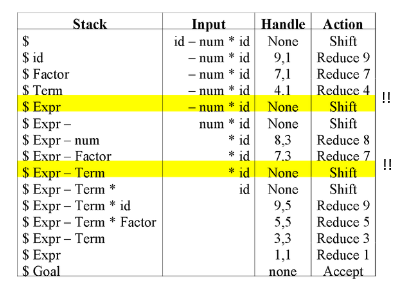 Stack Input Handle Action
$ id – num * id None Shift
$ id – num * id 9,1 Reduce 9
$ Factor – num * id 7,1 Reduce 7
$ Term – num * id 4.1 Reduce 4
!!
$ Expr – num * id None Shift
$ Expr – num * id None Shift
$ Expr – num * id 8,3 Reduce 8
$ Expr – Factor * id 7.3 Reduce 7
!!
$ Expr – Term * id None Shift
$ Expr – Term * id None Shift
$ Expr – Term * id 9,5 Reduce 9
$ Expr – Term * Factor 5,5 Reduce 5
$ Expr – Term 3,3 Reduce 3
$ Expr 1,1 Reduce 1
$ Goal none Accept